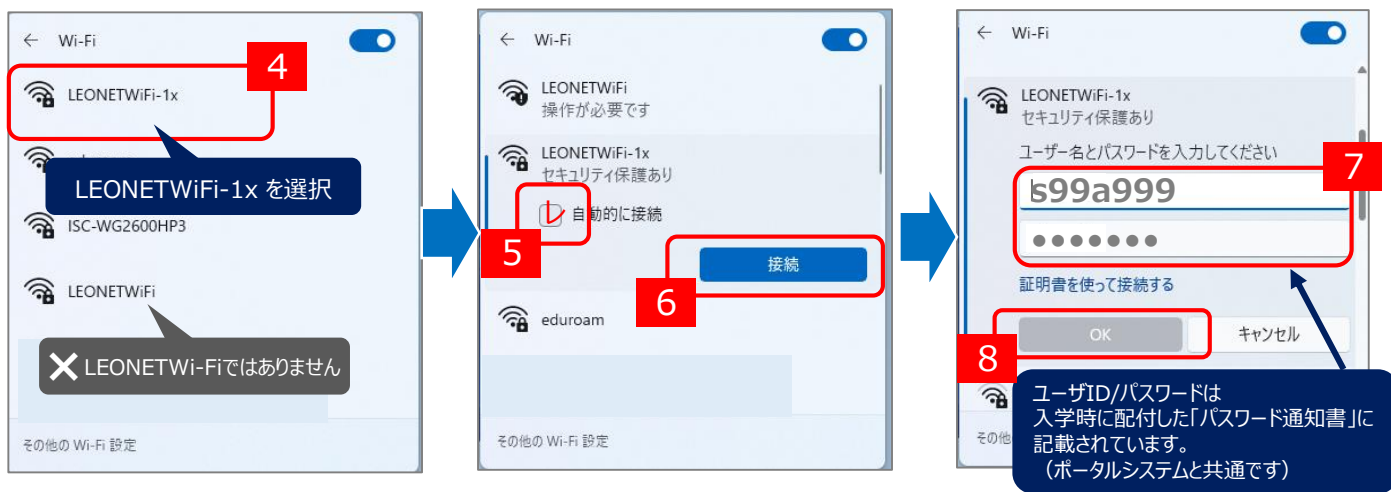 ← Wi-Fi
4
LEONETWiFi-1x
LEONETWiFi-1x を選択
ISC-WG2600HP3
LEONETWiFi
✕ LEONETWi-Fiではありません
その他の Wi-Fi 設定
← Wi-Fi
LEONETWiFi
操作が必要です
LEONETWiFi-1x
セキュリティ保護あり
レ 自動的に接続
5
接続
6
eduroam
その他の Wi-Fi 設定
← Wi-Fi
LEONETWiFi-1x
セキュリティ保護あり
ユーザー名とパスワードを入力してください
7
s99a999
●●●●●●●
証明書を使って接続する
OK キャンセル
8
ユーザID/パスワードは
入学時に配付した「パスワード通知書」に
記載されています。
（ポータルシステムと共通です）
その他